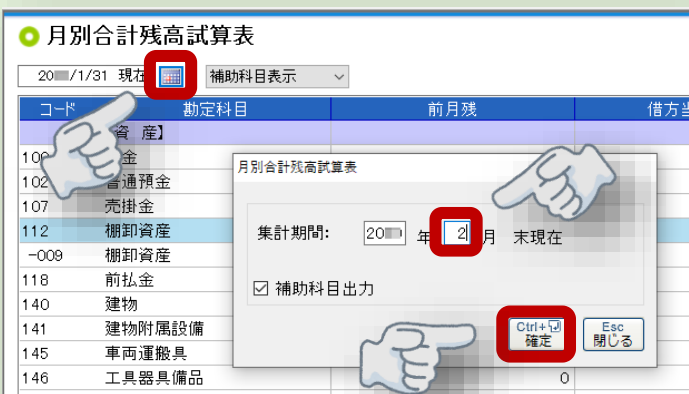 月別合計残高試算表
20 /1/31 現在 補助科目表示
コード 勘定科目 前月残 借方
資 産】
金
102 普通預金
107 売掛金
112 棚卸資産
-009 棚卸資産
118 前払金
140 建物
141 建物附属設備
145 車両運搬具
146 工具器具備品 0
月別合計残高試算表
集計期間: 20 年 2 月 末現在
補助科目出力
Ctrl+
確定
Esc
閉じる